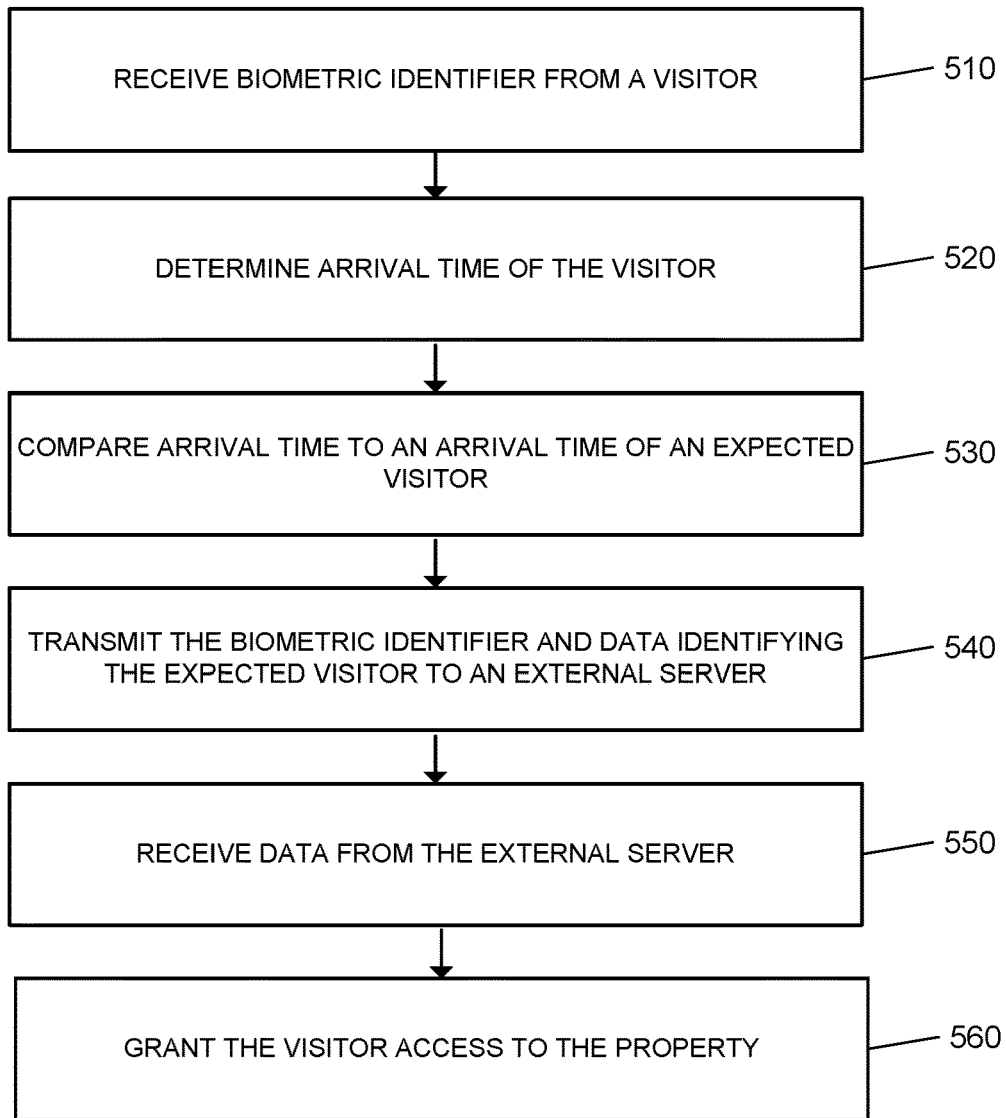 RECEIVE BIOMETRIC IDENTIFIER FROM A VISITOR
510
DETERMINE ARRIVAL TIME OF THE VISITOR
520
COMPARE ARRIVAL TIME TO AN ARRIVAL TIME OF AN EXPECTED
VISITOR
530
TRANSMIT THE BIOMETRIC IDENTIFIER AND DATA IDENTIFYING
THE EXPECTED VISITOR TO AN EXTERNAL SERVER
540
RECEIVE DATA FROM THE EXTERNAL SERVER
550
GRANT THE VISITOR ACCESS TO THE PROPERTY
560